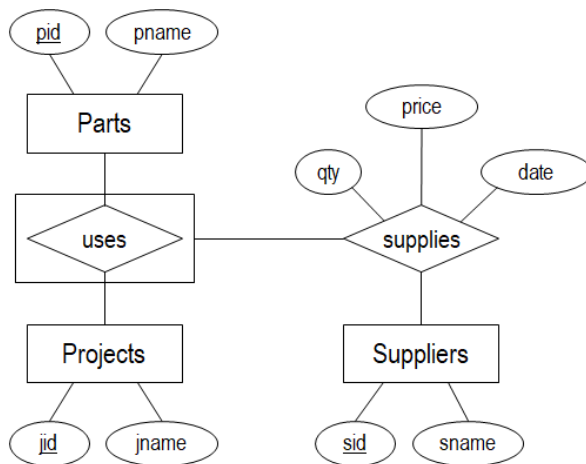 pid
pname
Parts
price
qty
date
uses
supplies
Projects
Suppliers
jid
jname
sid
sname